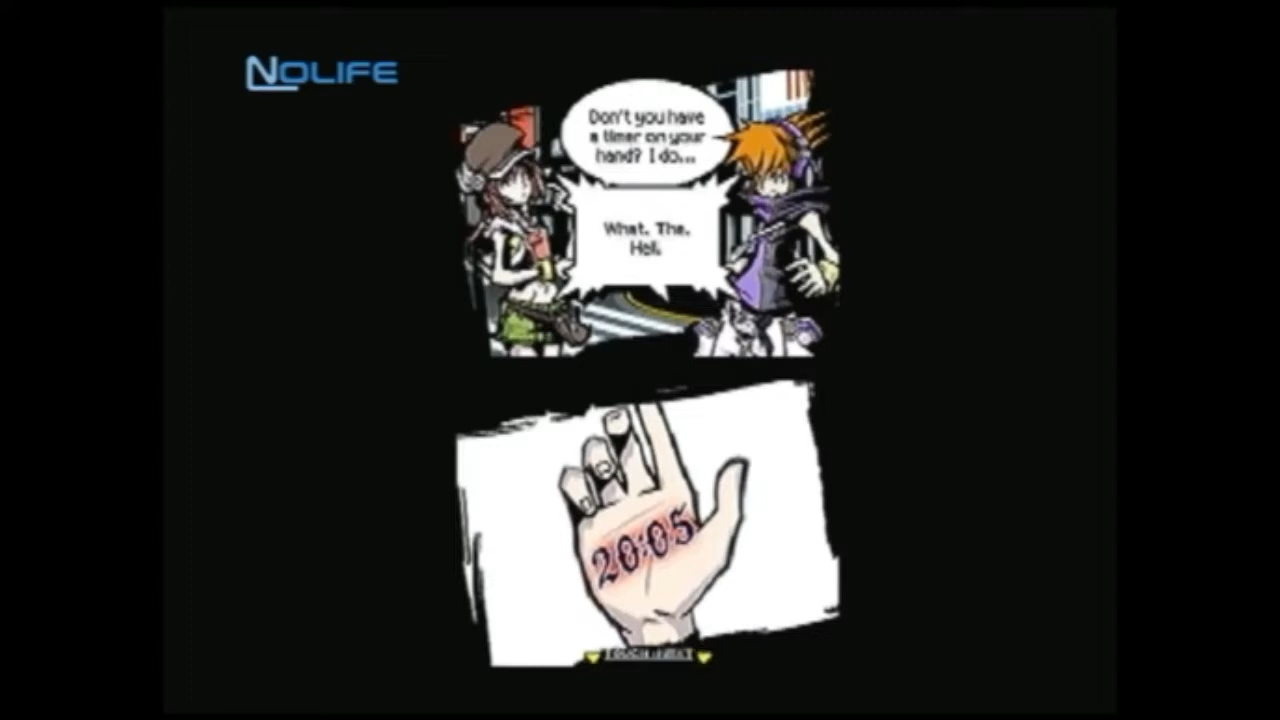 NOLIFE
Don't you have
a timer on your
hand? I do...
What. The.
Hell.
20:05